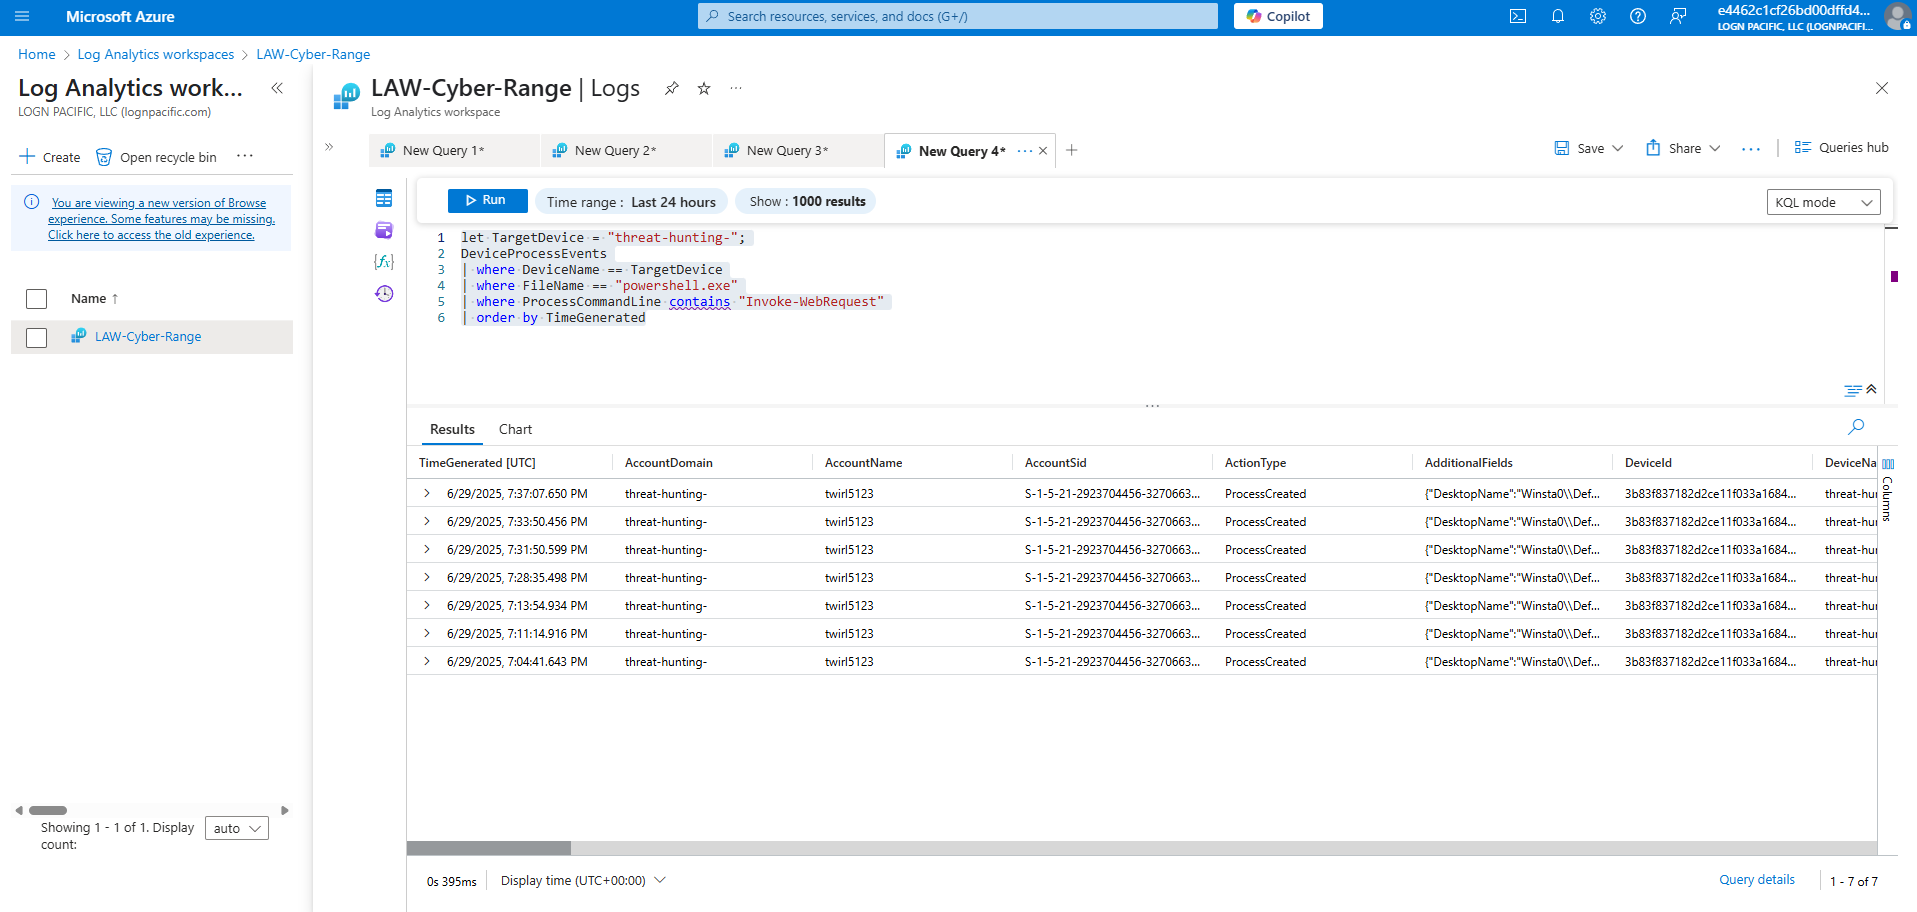 Microsoft Azure
Search resources, services, and docs (G+/)
Copilot
e4462c1cf26bd00dffd4...
LOGN PACIFIC, LLC (LOGNPACIFI...
Home > Log Analytics workspaces > LAW-Cyber-Range
Log Analytics work...
LOGN PACIFIC, LLC (lognpacific.com)
Create
Open recycle bin
You are viewing a new version of Browse
experience. Some features may be missing.
Click here to access the old experience.
Name ↑
LAW-Cyber-Range
Showing 1 - 1 of 1. Display
count:
auto
LAW-Cyber-Range | Logs
Log Analytics workspace
New Query 1*
New Query 2*
New Query 3*
New Query 4*
Save
Share
Queries hub
Run
Time range : Last 24 hours
Show : 1000 results
KQL mode
1 let TargetDevice = "threat-hunting-";
2 DeviceProcessEvents
3 | where DeviceName == TargetDevice
4 | where FileName == "powershell.exe"
5 | where ProcessCommandLine contains "Invoke-WebRequest"
6 | order by TimeGenerated
Results
Chart
TimeGenerated [UTC] AccountDomain AccountName AccountSid ActionType AdditionalFields DeviceId DeviceNa
6/29/2025, 7:37:07.650 PM threat-hunting- twirl5123 S-1-5-21-2923704456-3270663... ProcessCreated {"DesktopName":"Winsta0\\Def... 3b83f837182d2ce11f033a1684... threat-hu
6/29/2025, 7:33:50.456 PM threat-hunting- twirl5123 S-1-5-21-2923704456-3270663... ProcessCreated {"DesktopName":"Winsta0\\Def... 3b83f837182d2ce11f033a1684... threat-hu
6/29/2025, 7:31:50.599 PM threat-hunting- twirl5123 S-1-5-21-2923704456-3270663... ProcessCreated {"DesktopName":"Winsta0\\Def... 3b83f837182d2ce11f033a1684... threat-hu
6/29/2025, 7:28:35.498 PM threat-hunting- twirl5123 S-1-5-21-2923704456-3270663... ProcessCreated {"DesktopName":"Winsta0\\Def... 3b83f837182d2ce11f033a1684... threat-hu
6/29/2025, 7:13:54.934 PM threat-hunting- twirl5123 S-1-5-21-2923704456-3270663... ProcessCreated {"DesktopName":"Winsta0\\Def... 3b83f837182d2ce11f033a1684... threat-hu
6/29/2025, 7:11:14.916 PM threat-hunting- twirl5123 S-1-5-21-2923704456-3270663... ProcessCreated {"DesktopName":"Winsta0\\Def... 3b83f837182d2ce11f033a1684... threat-hu
6/29/2025, 7:04:41.643 PM threat-hunting- twirl5123 S-1-5-21-2923704456-3270663... ProcessCreated {"DesktopName":"Winsta0\\Def... 3b83f837182d2ce11f033a1684... threat-hu
Columns
0s 395ms
Display time (UTC+00:00)
Query details
1 - 7 of 7